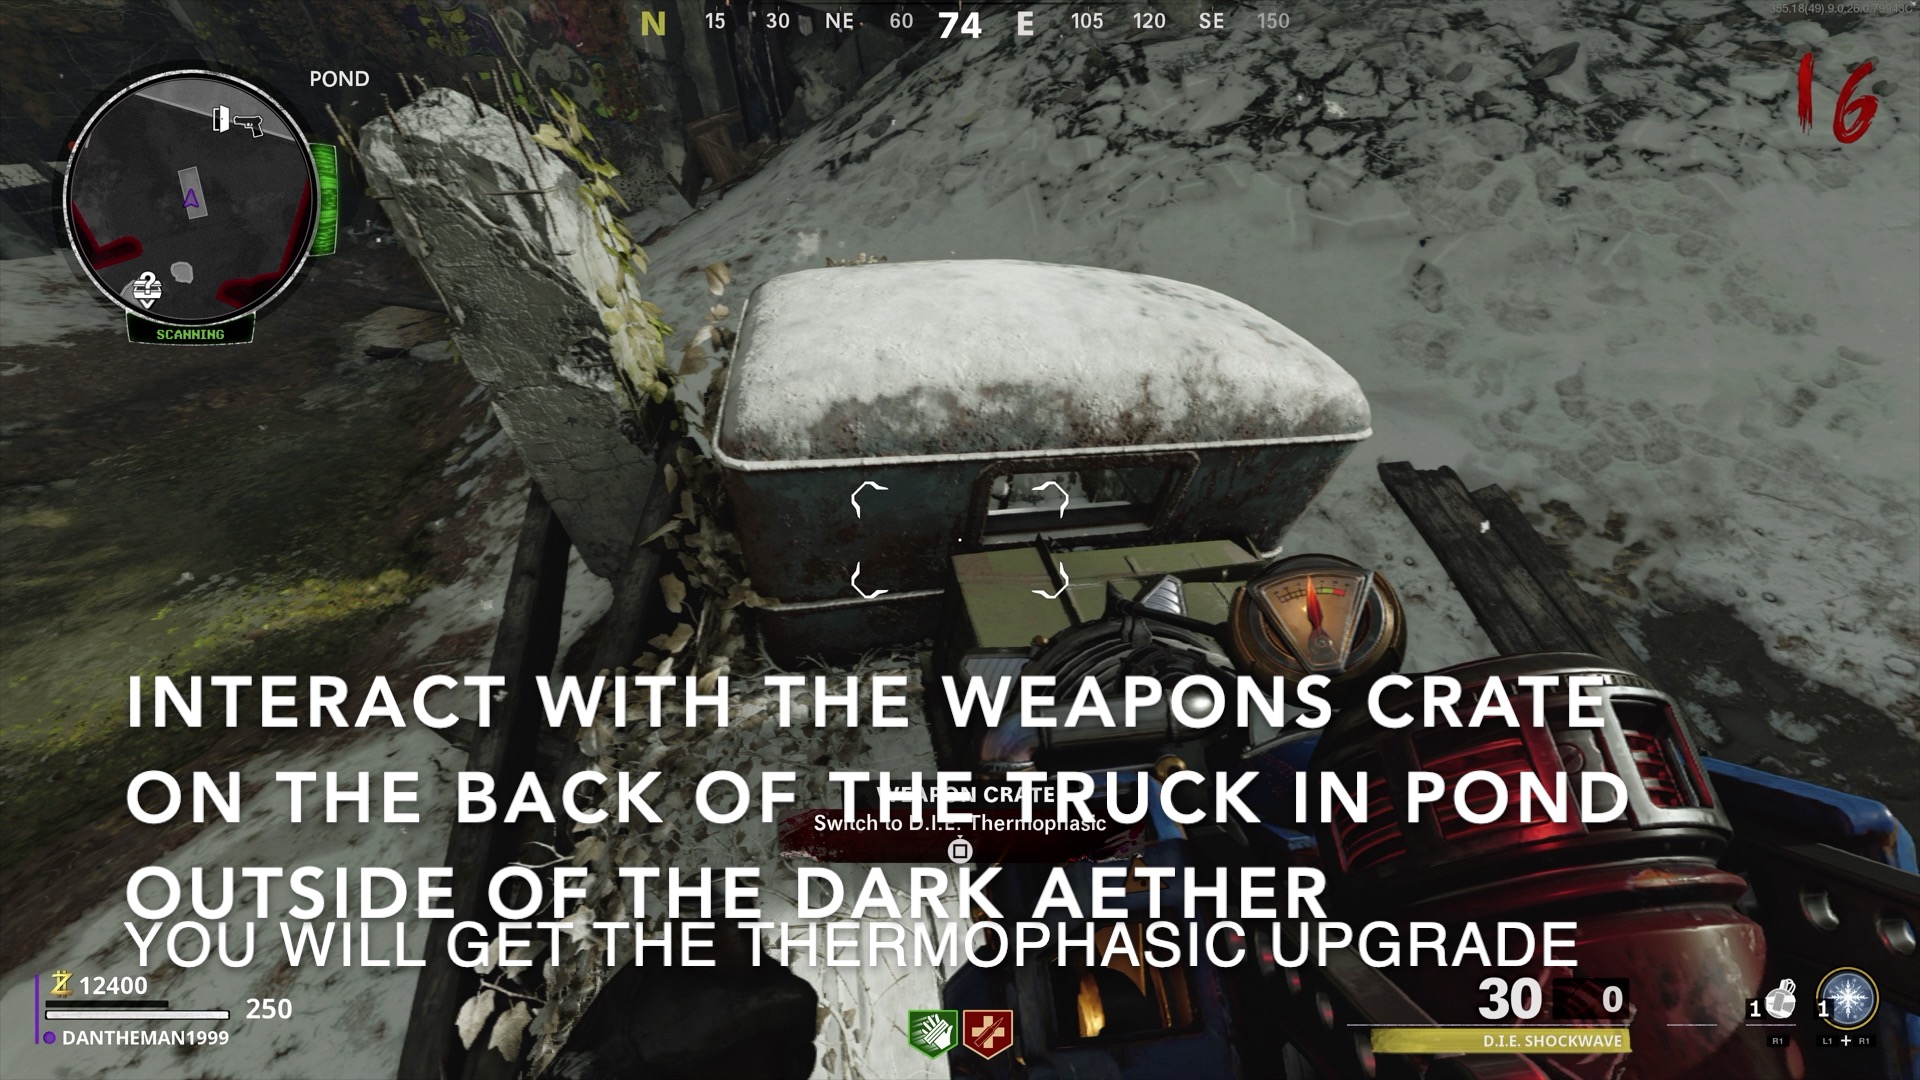 N 15 30 NE 60 74 E 105 120 SE 150
POND
16
SCANNING
INTERACT WITH THE WEAPONS CRATE
ON THE BACK OF THE TRUCK IN POND
WEAPON CRATE
Switch to D.I.E. Thermophasic
OUTSIDE OF THE DARK AETHER
YOU WILL GET THE THERMOPHASIC UPGRADE
12400
250
DANTHEMAN1999
30 0
1 1
D.I.E. SHOCKWAVE
R1 L1 + R1